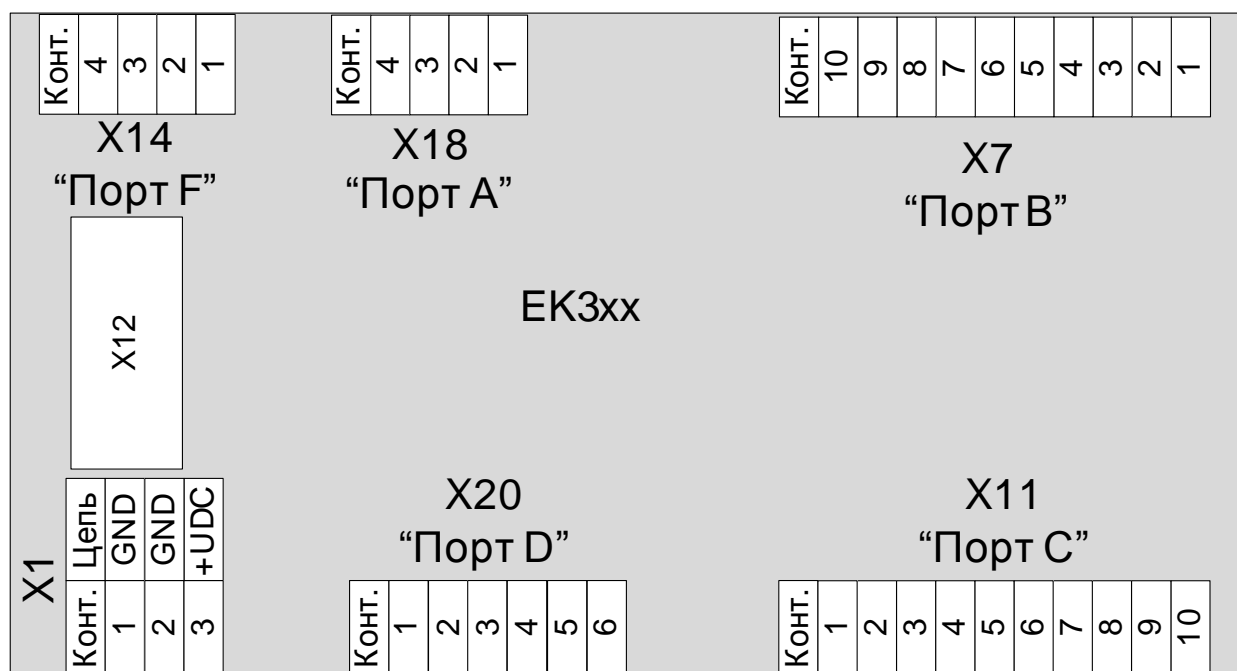 Конт. 4 3 2 1
X14
“Порт F”
Конт. 4 3 2 1
X18
“Порт A”
Конт. 10 9 8 7 6 5 4 3 2 1
X7
“Порт B”
X12
EK3xx
X1
Цепь GND GND +UDC
Конт. 1 2 3
X20
“Порт D”
Конт. 1 2 3 4 5 6
X11
“Порт C”
Конт. 1 2 3 4 5 6 7 8 9 10